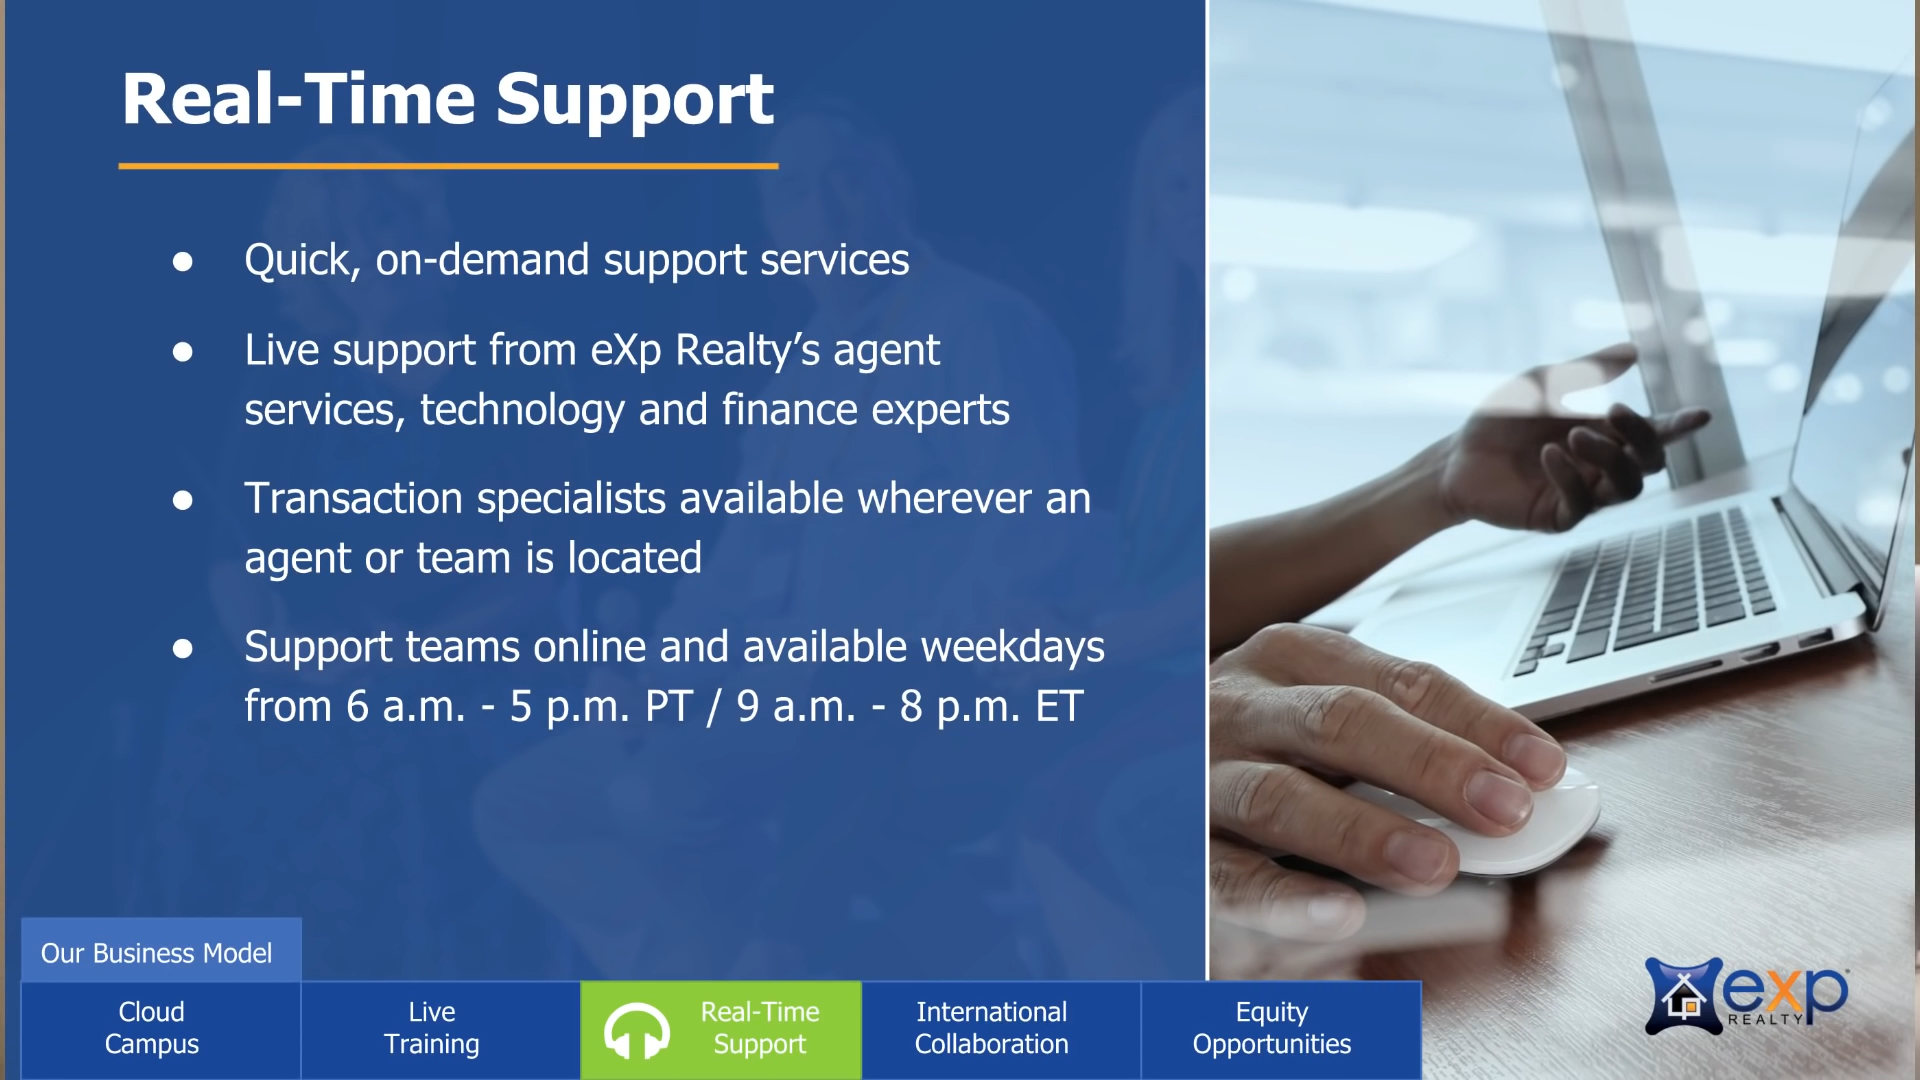 Real-Time Support
● Quick, on-demand support services
● Live support from eXp Realty’s agent
services, technology and finance experts
● Transaction specialists available wherever an
agent or team is located
● Support teams online and available weekdays
from 6 a.m. - 5 p.m. PT / 9 a.m. - 8 p.m. ET
Our Business Model
Cloud
Campus
Live
Training
Real-Time
Support
International
Collaboration
Equity
Opportunities
exp
REALTY